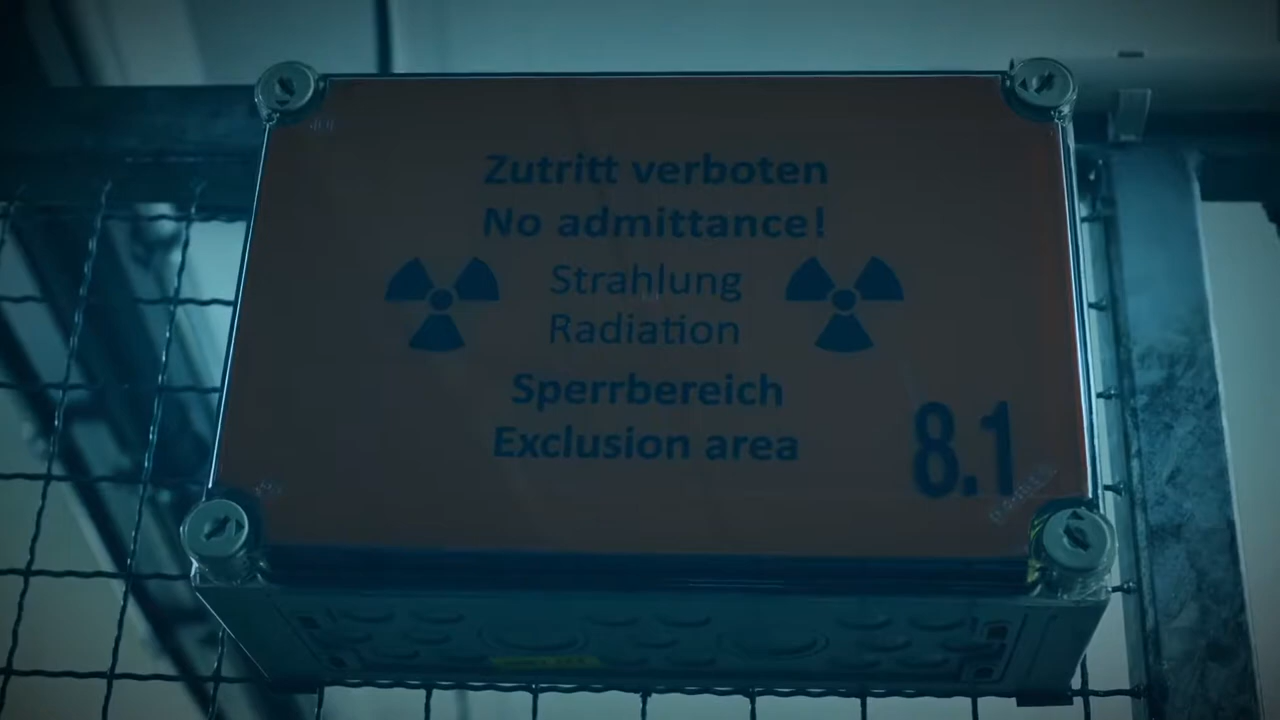 Zutritt verboten
No admittance!
Strahlung
Radiation
Sperrbereich
Exclusion area
8.1